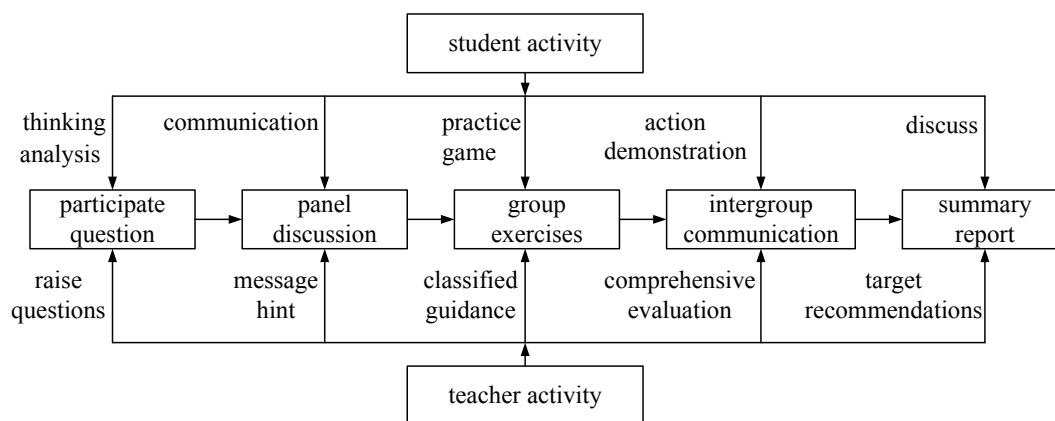 student activity
thinking
analysis
communication
practice
game
action
demonstration
discuss
participate
question
panel
discussion
group
exercises
intergroup
communication
summary
report
raise
questions
message
hint
classified
guidance
comprehensive
evaluation
target
recommendations
teacher activity